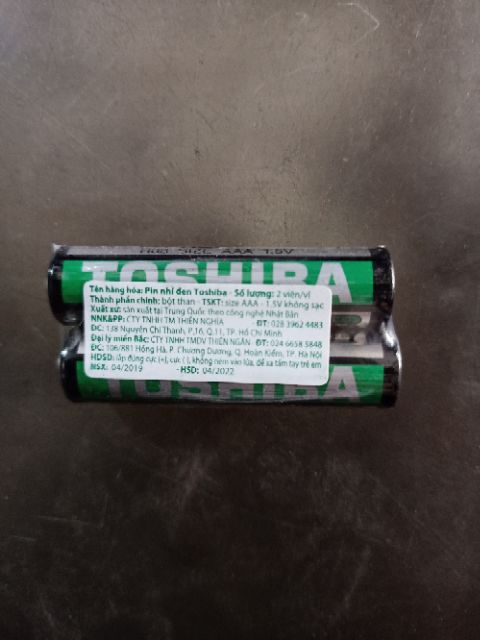 SIZE AAA 1.5V
TOSHIBA
Tên hàng hóa: Pin nhí đen Toshiba - Số lượng: 2 viên/vỉ
Thành phần chính: bột than - TSKT: size AAA - 1.5V không sạc
Xuất xứ: sản xuất tại Trung Quốc theo công nghệ Nhật Bản
NNK&PP: CTY TNHH TM THIÊN NGHĨA - ĐT: 028 3962 4483
ĐC: 138 Nguyễn Chí Thanh, P.16, Q.11, TP. Hồ Chí Minh
Đại lý miền Bắc: CTY TNHH TMDV THIÊN NGÂN - ĐT: 024 6658 3848
ĐC: 106/881 Hồng Hà, P. Chương Dương, Q. Hoàn Kiếm, TP. Hà Nội
HDSD: lắp đúng cực (+), cực (-), không ném vào lửa, để xa tầm tay trẻ em
NSX: 04/2019 - HSD: 04/2022
TOSHIBA